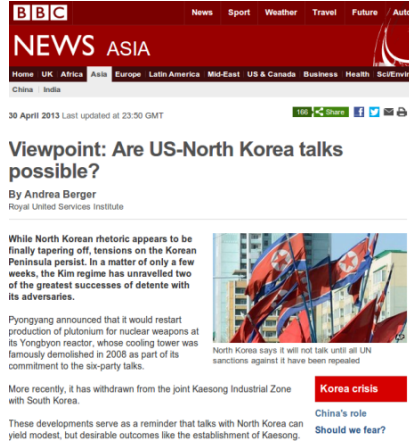 BBC News Sport Weather Travel Future Auto
NEWS ASIA
Home UK Africa Asia Europe Latin America Mid-East US & Canada Business Health Sci/Envir
China India
30 April 2013 Last updated at 23:50 GMT
166 Share
Viewpoint: Are US-North Korea talks
possible?
By Andrea Berger
Royal United Services Institute
While North Korean rhetoric appears to be
finally tapering off, tensions on the Korean
Peninsula persist. In a matter of only a few
weeks, the Kim regime has unravelled two
of the greatest successes of detente with
its adversaries.
Pyongyang announced that it would restart
production of plutonium for nuclear weapons at
its Yongbyon reactor, whose cooling tower was
famously demolished in 2008 as part of its
commitment to the six-party talks.
North Korea says it will not talk until all UN
sanctions against it have been repealed
More recently, it has withdrawn from the joint Kaesong Industrial Zone
with South Korea.
These developments serve as a reminder that talks with North Korea can
yield modest, but desirable outcomes like the establishment of Kaesong.
Korea crisis
China's role
Should we fear?